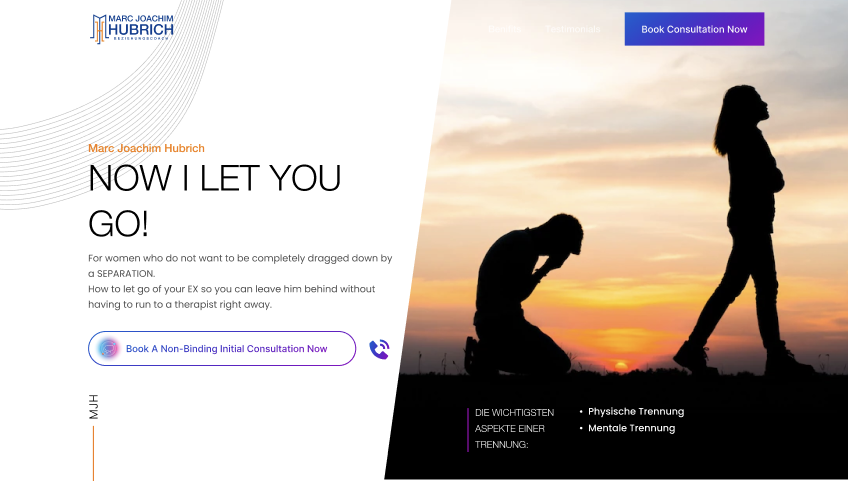 MARC JOACHIM
HUBRICH
BEZIEHUNGSCOACH
Testimonials
Book Consultation Now
Marc Joachim Hubrich
NOW I LET YOU
GO!
For women who do not want to be completely dragged down by
a SEPARATION.
How to let go of your EX so you can leave him behind without
having to run to a therapist right away.
Book A Non-Binding Initial Consultation Now
MJH
DIE WICHTIGSTEN
ASPEKTE EINER
TRENNUNG:
• Physische Trennung
• Mentale Trennung